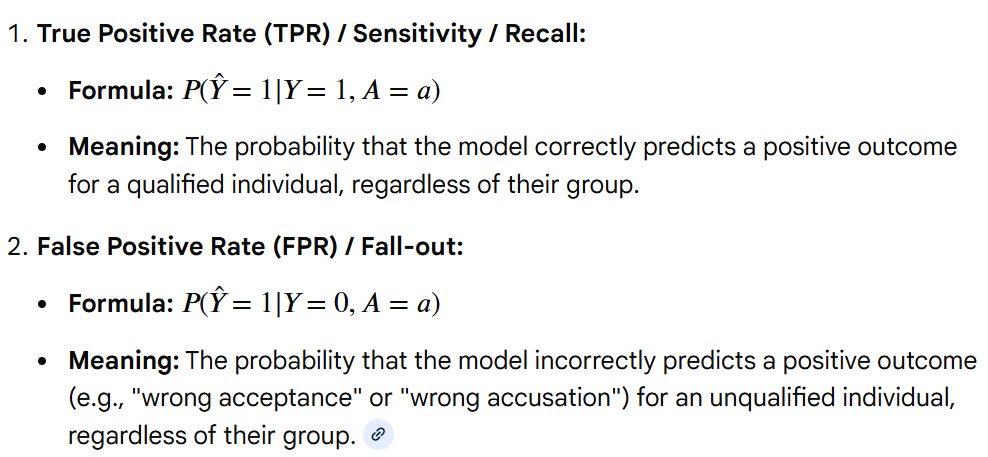 1. True Positive Rate (TPR) / Sensitivity / Recall:
• Formula: P(Ŷ = 1|Y = 1, A = a)
• Meaning: The probability that the model correctly predicts a positive outcome
for a qualified individual, regardless of their group.
2. False Positive Rate (FPR) / Fall-out:
• Formula: P(Ŷ = 1|Y = 0, A = a)
• Meaning: The probability that the model incorrectly predicts a positive outcome
(e.g., "wrong acceptance" or "wrong accusation") for an unqualified individual,
regardless of their group.